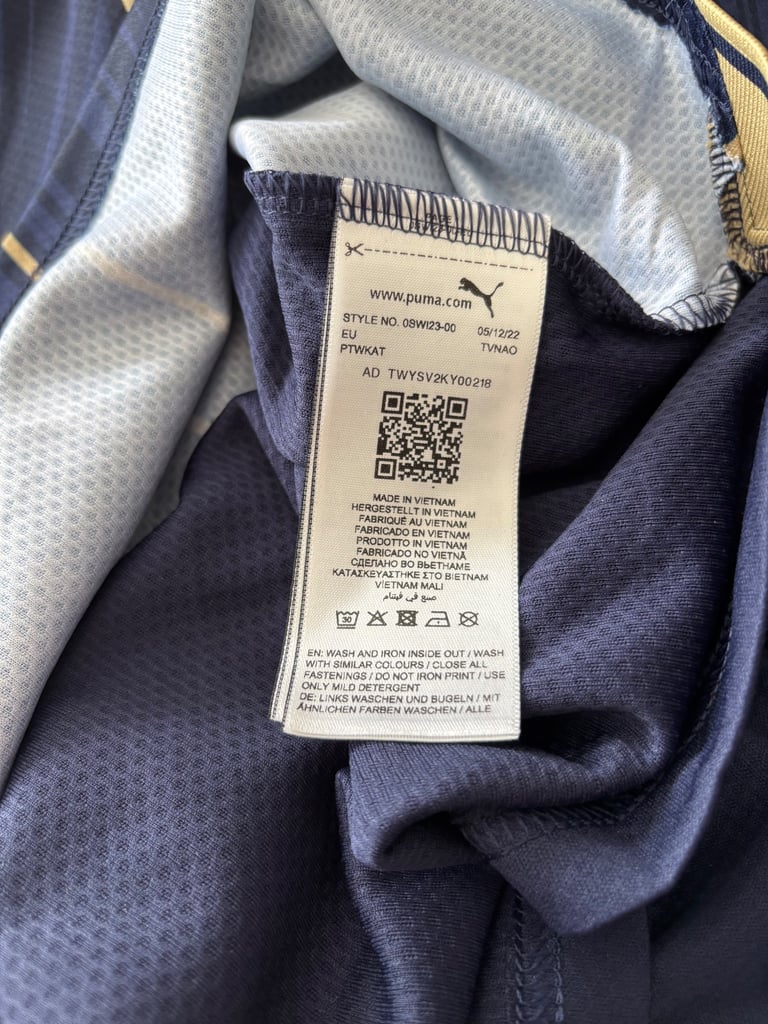 www.puma.com
STYLE NO. 0SWI23-00 05/12/22
EU TVNAO
PTWKAT
AD TWYSV2KY00218
MADE IN VIETNAM
HERGESTELLT IN VIETNAM
FABRIQUÉ AU VIETNAM
FABRICADO EN VIETNAM
PRODOTTO IN VIETNAM
FABRICADO NO VIETNÃ
СДЕЛАНО ВО ВЬЕТНАМЕ
ΚΑΤΑΣΚΕΥΑΣΤΗΚΕ ΣΤΟ ΒΙΕΤΝΑΜ
VİETNAM MALI
صنع في فيتنام
30
EN: WASH AND IRON INSIDE OUT / WASH
WITH SIMILAR COLOURS / CLOSE ALL
FASTENINGS / DO NOT IRON PRINT / USE
ONLY MILD DETERGENT
DE: LINKS WASCHEN UND BUGELN / MIT
ÄHNLICHEN FARBEN WASCHEN / ALLE